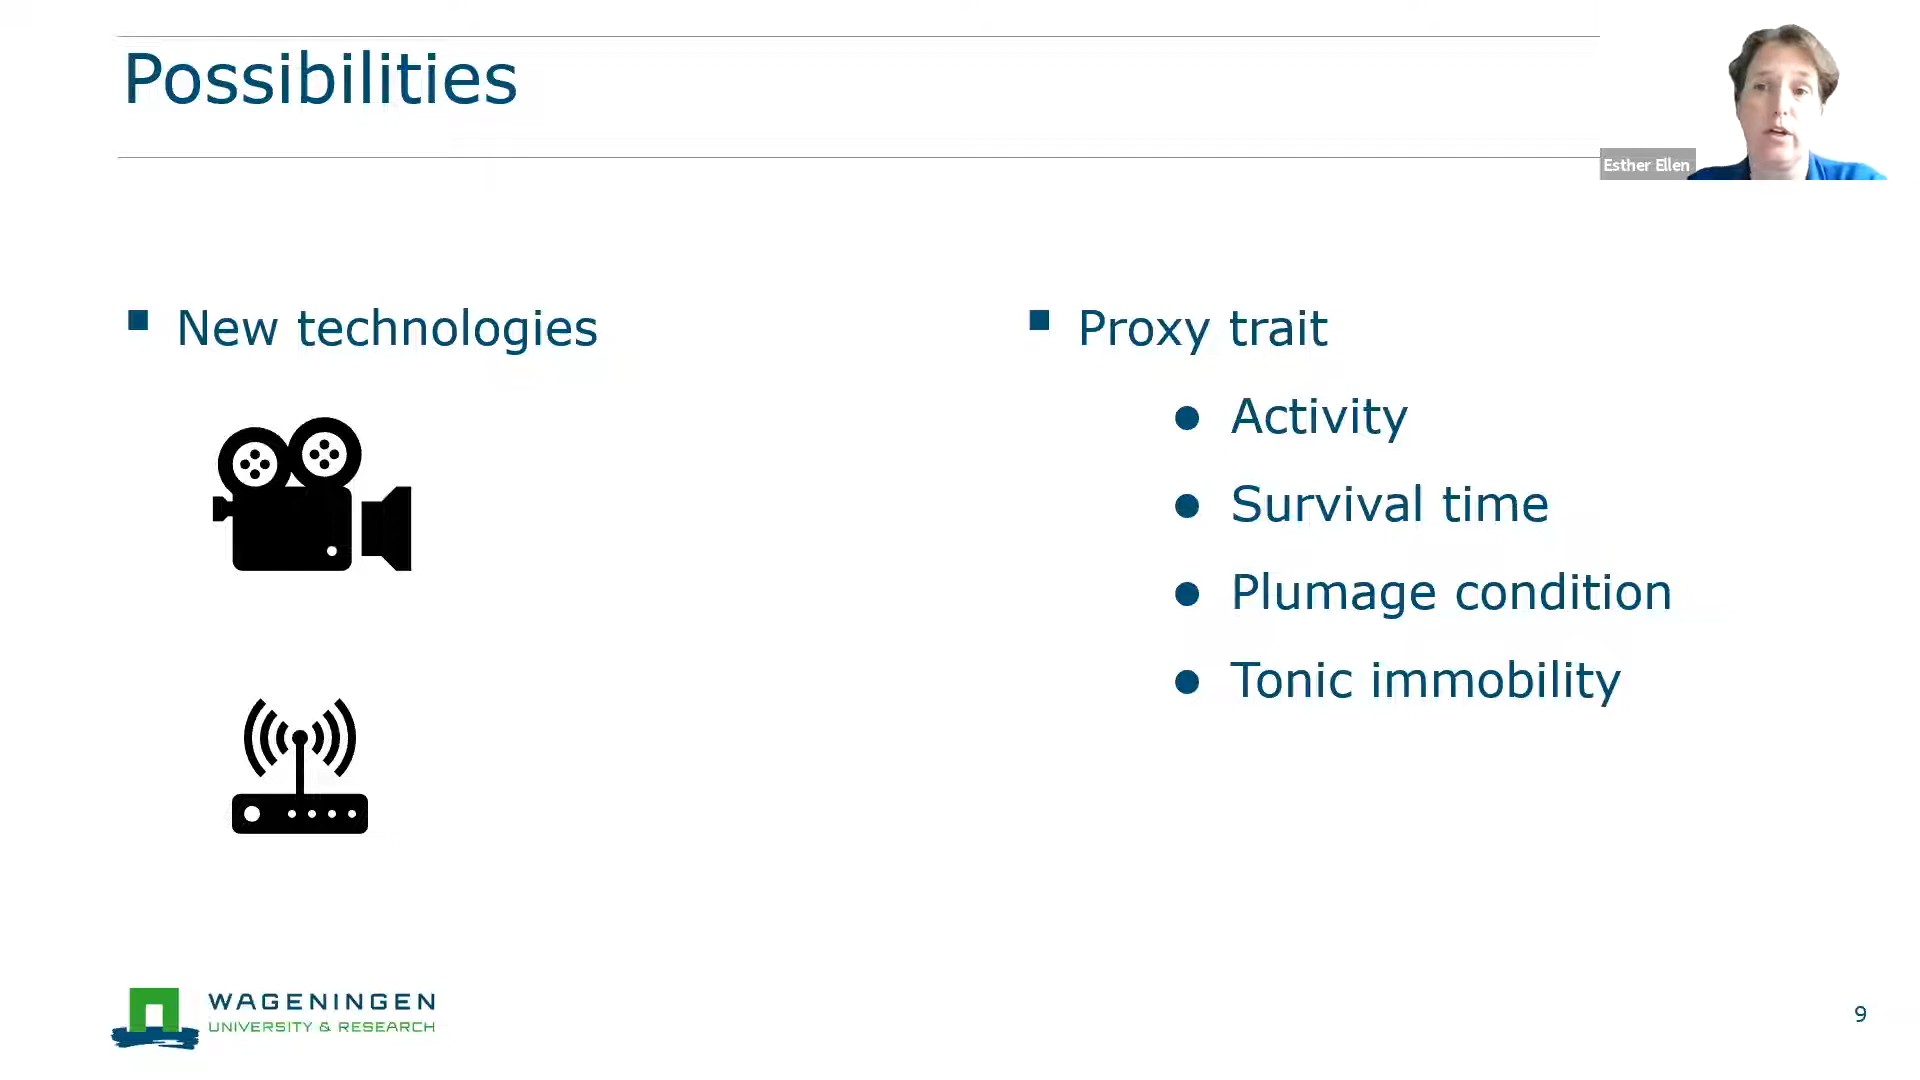 Possibilities
Esther Ellen
New technologies
Proxy trait
Activity
Survival time
Plumage condition
Tonic immobility
WAGENINGEN
UNIVERSITY & RESEARCH
9